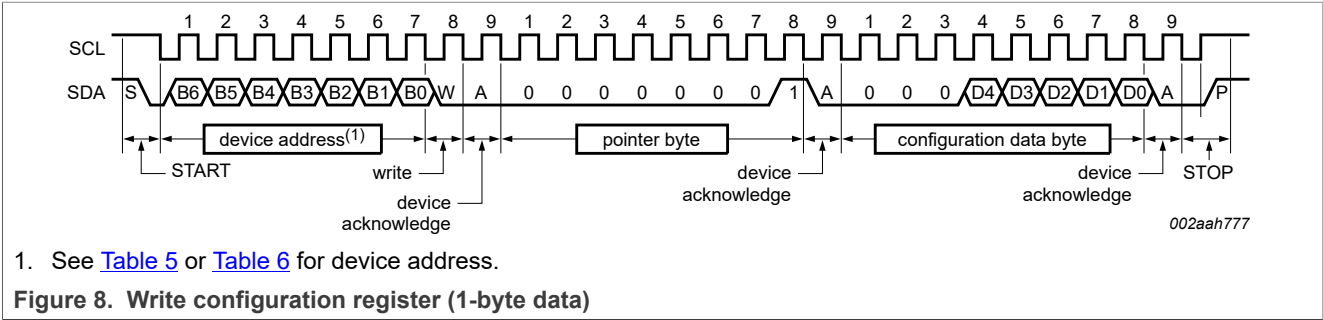 1 2 3 4 5 6 7 8 9 1 2 3 4 5 6 7 8 9 1 2 3 4 5 6 7 8 9
SCL
SDA S B6 B5 B4 B3 B2 B1 B0 W A 0 0 0 0 0 0 0 1 A 0 0 0 D4 D3 D2 D1 D0 A P
device address(1) pointer byte configuration data byte
START write device acknowledge device acknowledge device acknowledge STOP
002aah777
1. See Table 5 or Table 6 for device address.
Figure 8. Write configuration register (1-byte data)